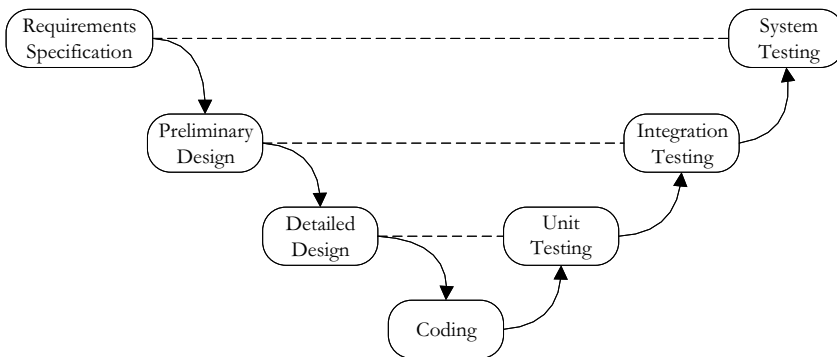 Requirements
Specification
System
Testing
Preliminary
Design
Integration
Testing
Detailed
Design
Unit
Testing
Coding